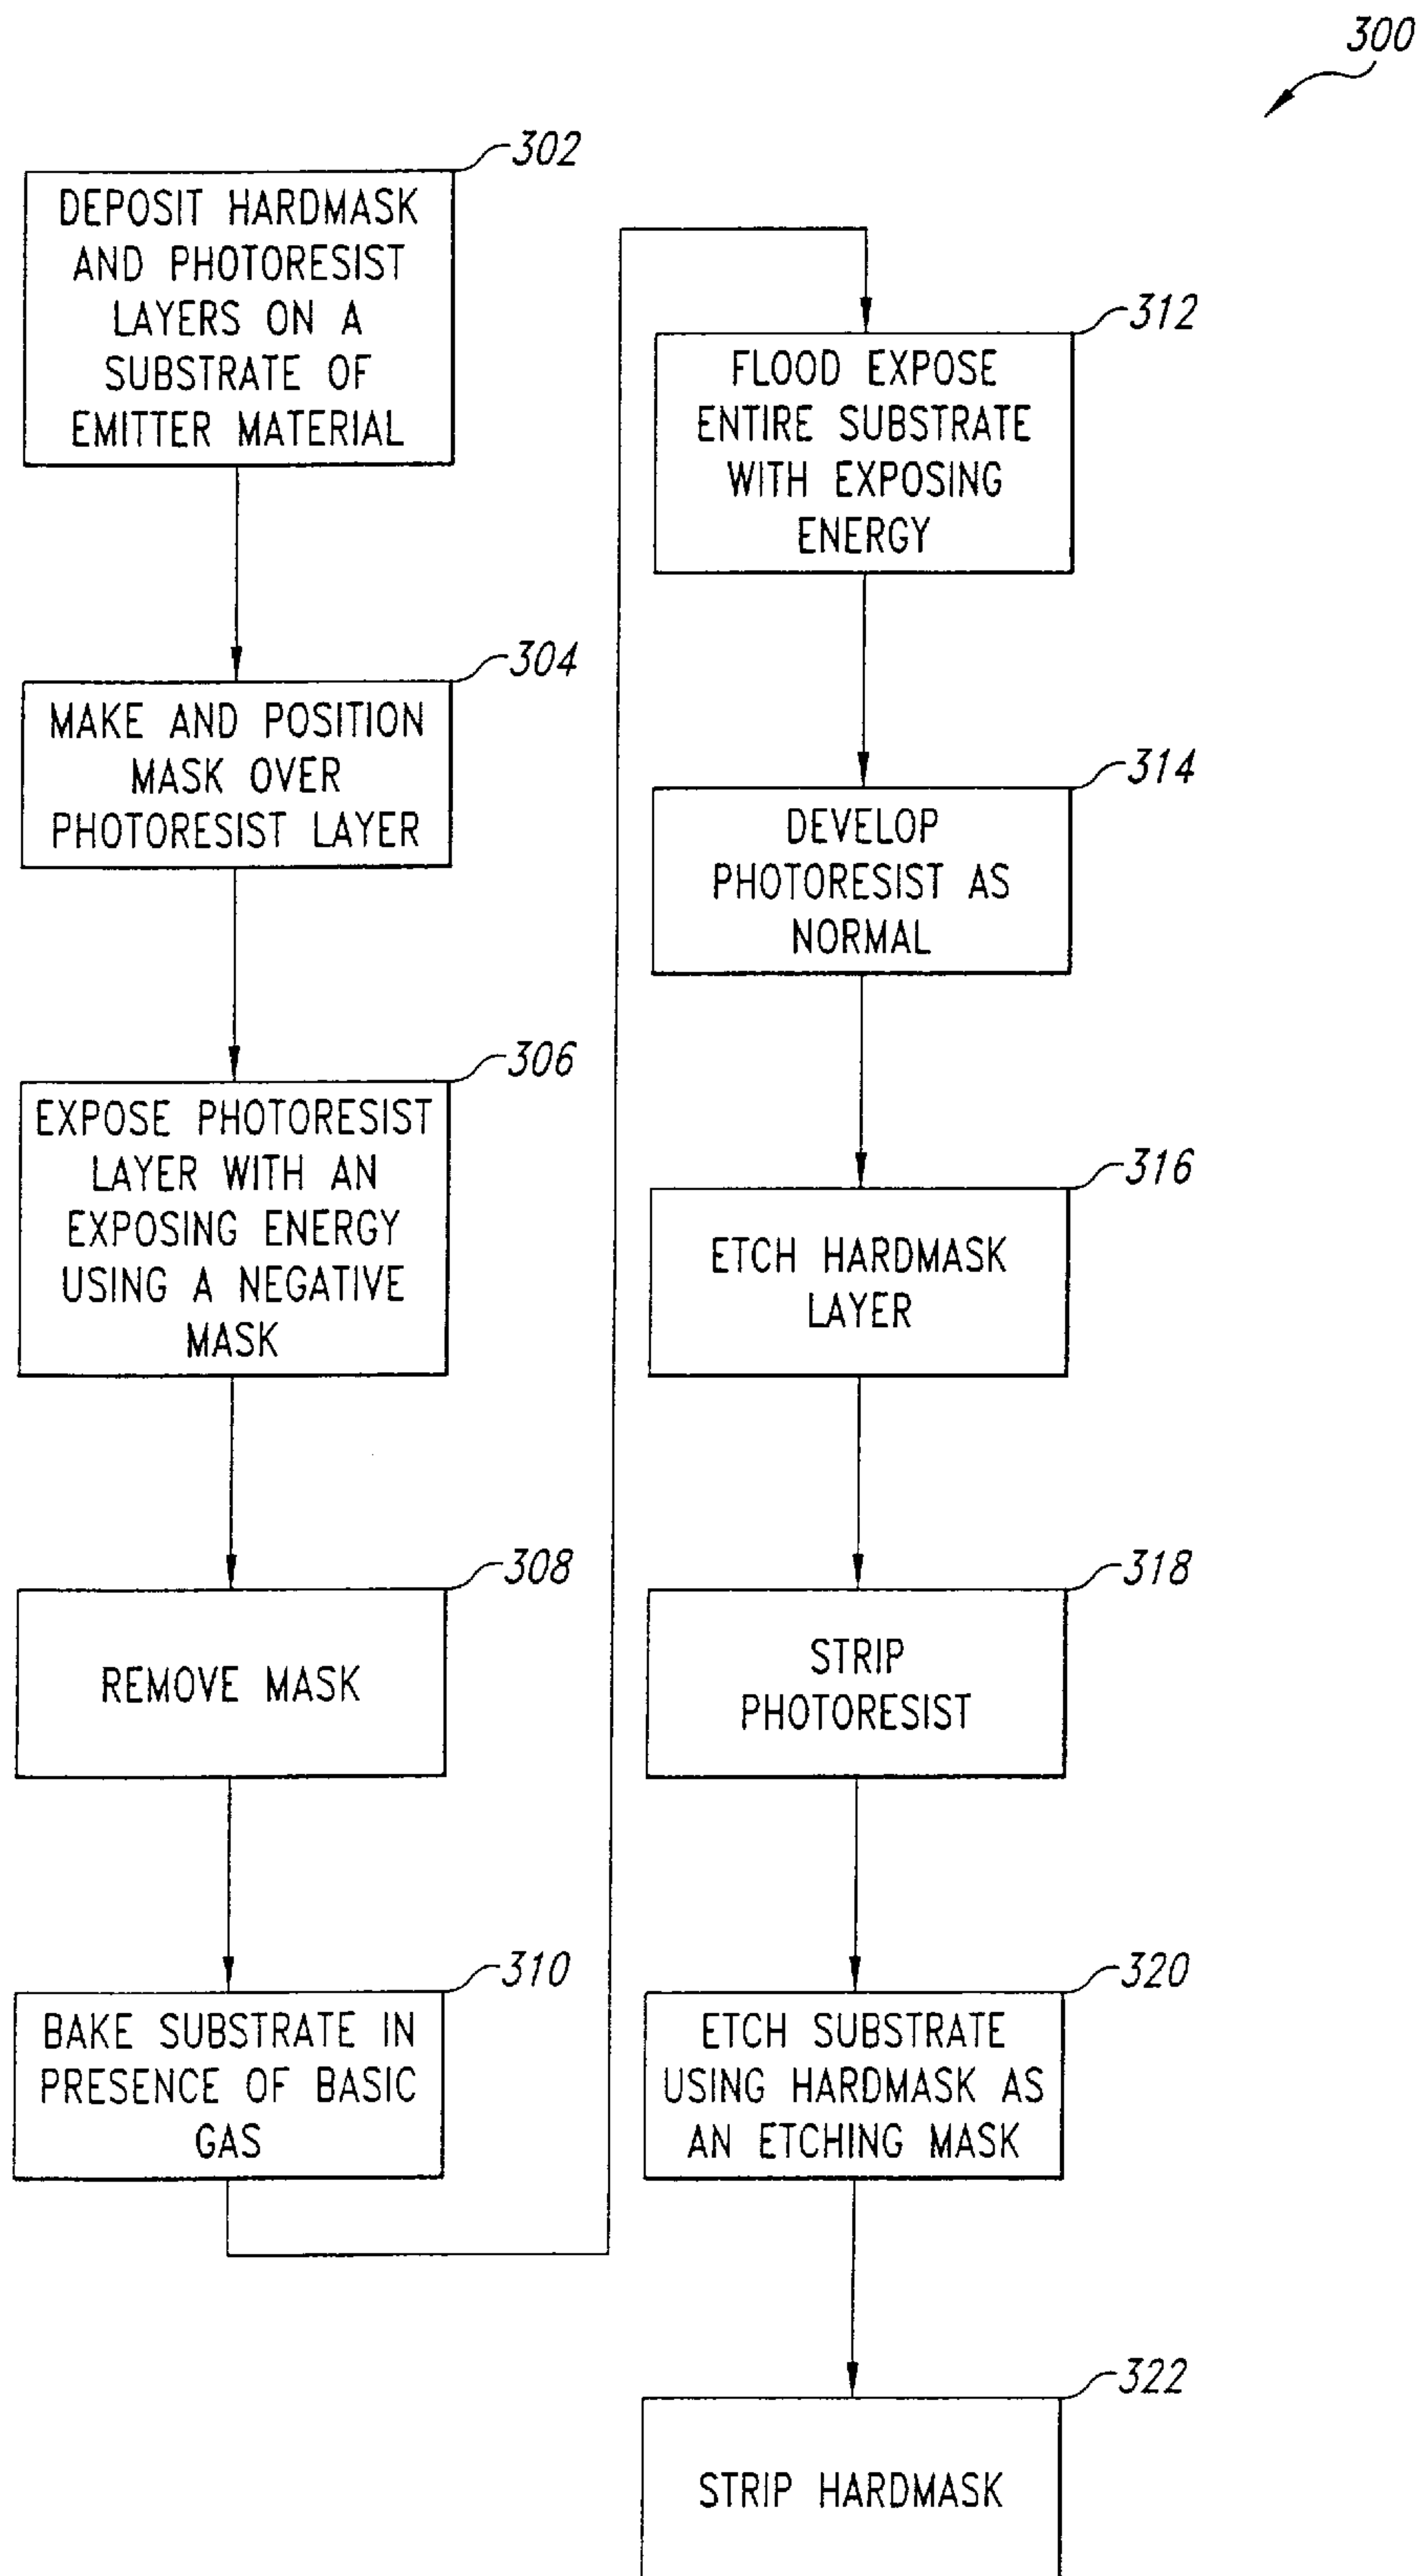 300
302
DEPOSIT HARDMASK
AND PHOTORESIST
LAYERS ON A
SUBSTRATE OF
EMITTER MATERIAL
304
MAKE AND POSITION
MASK OVER
PHOTORESIST LAYER
306
EXPOSE PHOTORESIST
LAYER WITH AN
EXPOSING ENERGY
USING A NEGATIVE
MASK
308
REMOVE MASK
310
BAKE SUBSTRATE IN
PRESENCE OF BASIC
GAS
312
FLOOD EXPOSE
ENTIRE SUBSTRATE
WITH EXPOSING
ENERGY
314
DEVELOP
PHOTORESIST AS
NORMAL
316
ETCH HARDMASK
LAYER
318
STRIP
PHOTORESIST
320
ETCH SUBSTRATE
USING HARDMASK AS
AN ETCHING MASK
322
STRIP HARDMASK